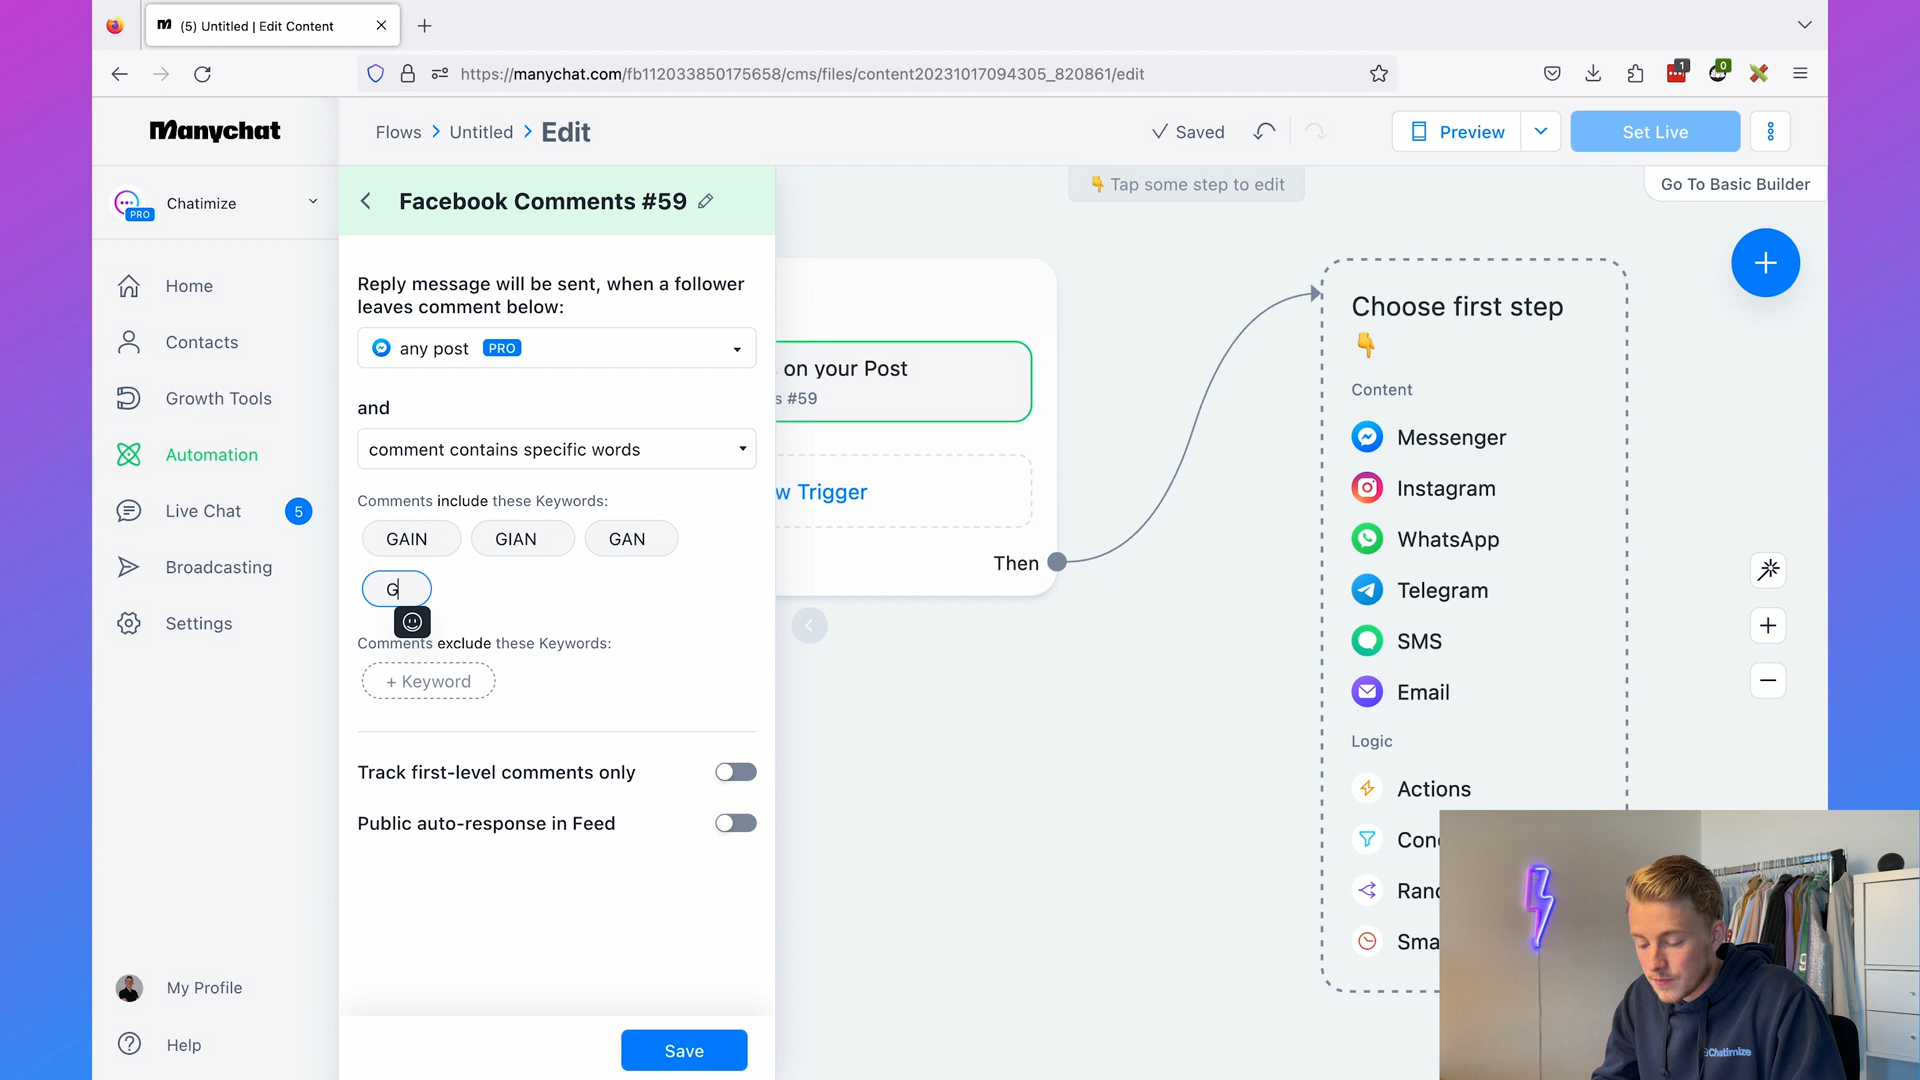 (5) Untitled | Edit Content
https://manychat.com/fb112033850175658/cms/files/content20231017094305_820861/edit
1
0
Manychat
Flows
Untitled
Edit
Saved
Preview
Set Live
Chatimize
PRO
Home
Contacts
Growth Tools
Automation
Live Chat
5
Broadcasting
Settings
My Profile
Help
Facebook Comments #59
Reply message will be sent, when a follower
leaves comment below:
any post PRO
and
comment contains specific words
Comments include these Keywords:
GAIN
GIAN
GAN
G
Comments exclude these Keywords:
+ Keyword
Track first-level comments only
Public auto-response in Feed
Save
Tap some step to edit
Go To Basic Builder
on your Post
s #59
w Trigger
Then
Choose first step
Content
Messenger
Instagram
WhatsApp
Telegram
SMS
Email
Logic
Actions
Con
Ran
Sma
Chatimize